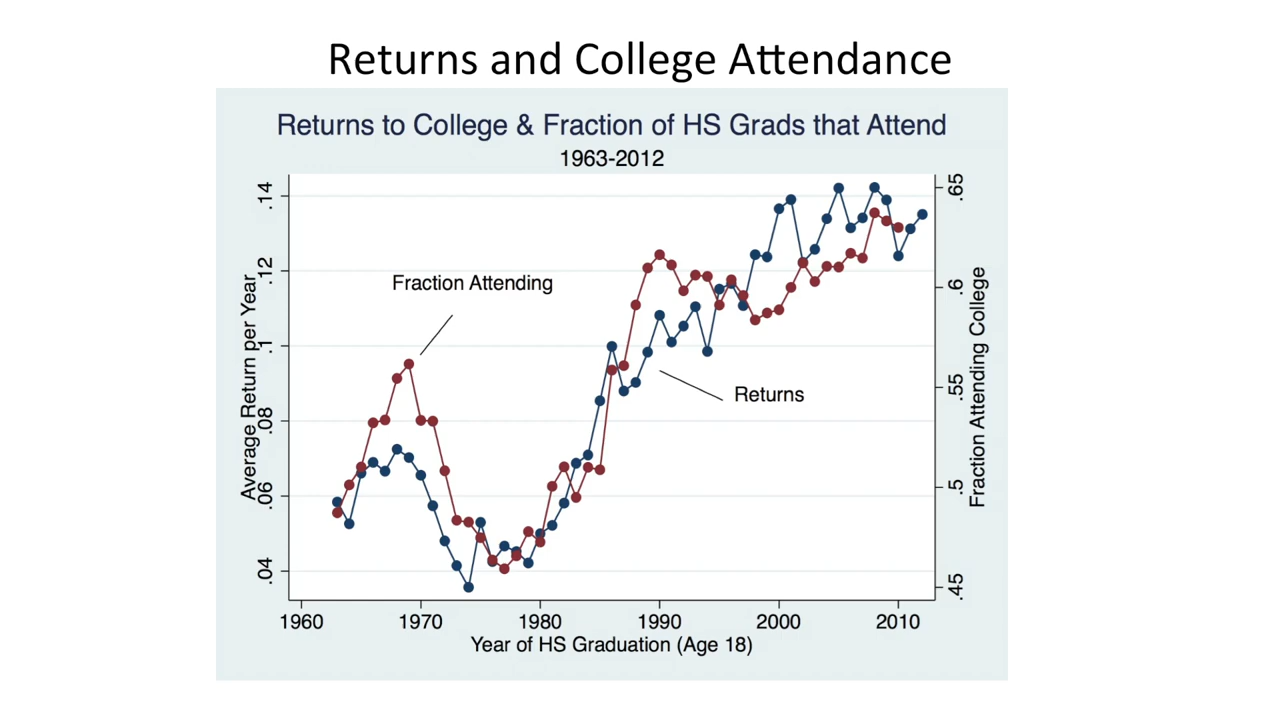 Returns and College Attendance
Returns to College & Fraction of HS Grads that Attend
1963-2012
Average Return per Year
.14
.12
.1
.08
.06
.04
Fraction Attending
Returns
.65
.6
.55
.5
.45
Fraction Attending College
1960 1970 1980 1990 2000 2010
Year of HS Graduation (Age 18)